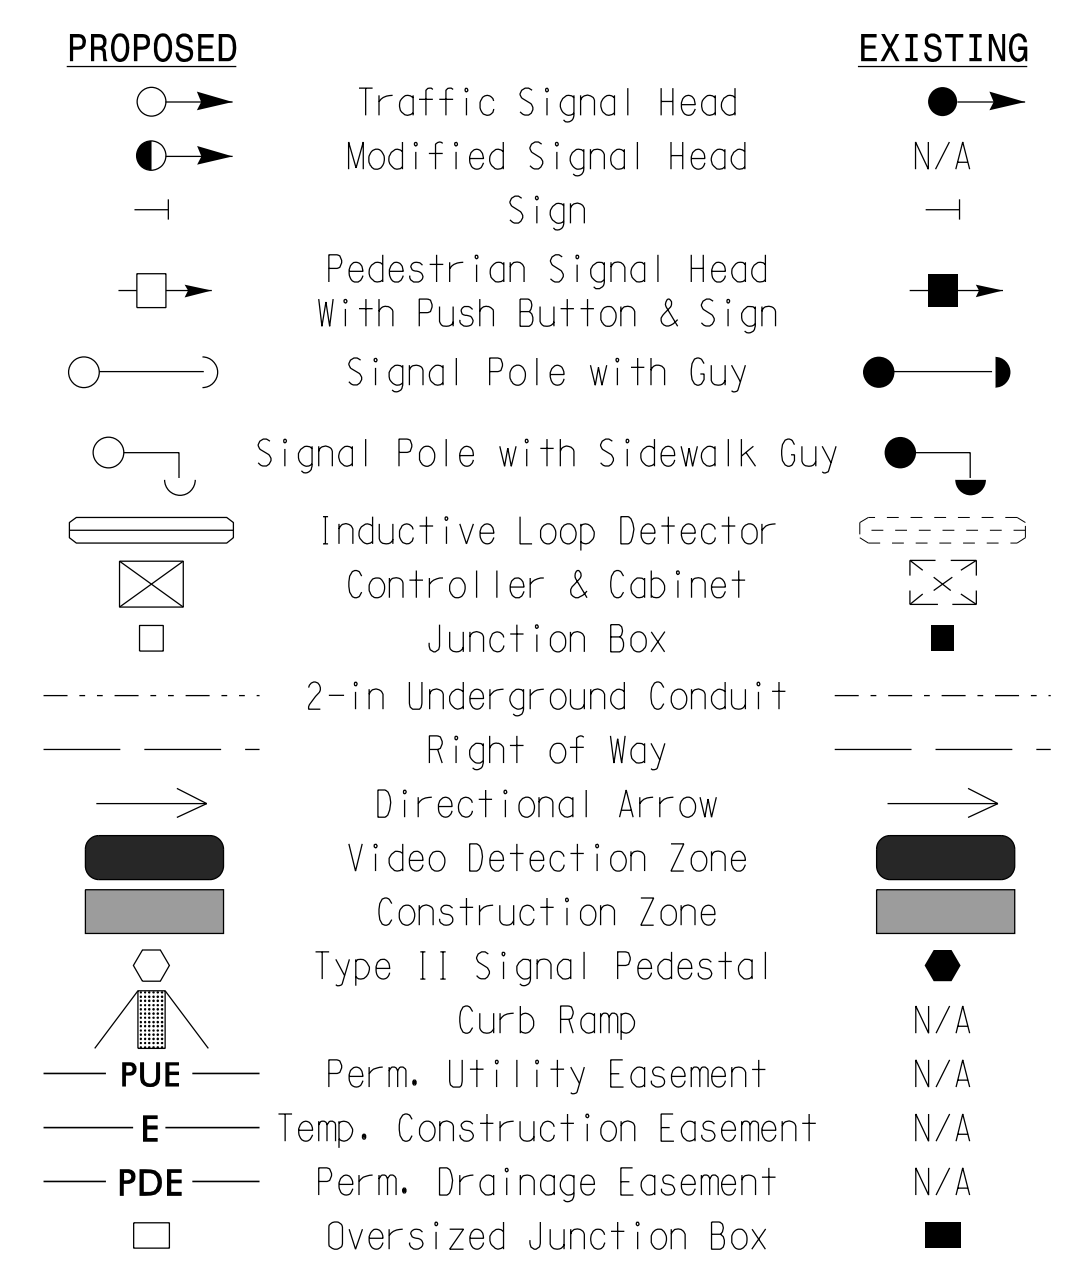 PROPOSED EXISTING
Traffic Signal Head
Modified Signal Head N/A
Sign
Pedestrian Signal Head
With Push Button & Sign
Signal Pole with Guy
Signal Pole with Sidewalk Guy
Inductive Loop Detector
Controller & Cabinet
Junction Box
2-in Underground Conduit
Right of Way
Directional Arrow
Video Detection Zone
Construction Zone
Type II Signal Pedestal
Curb Ramp N/A
PUE Perm. Utility Easement N/A
E Temp. Construction Easement N/A
PDE Perm. Drainage Easement N/A
Oversized Junction Box